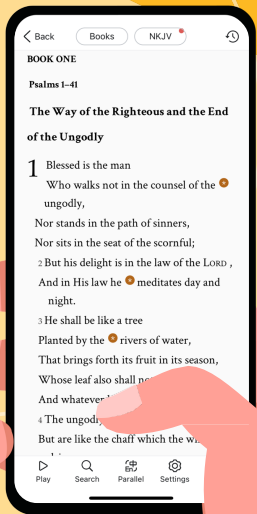 Back Books NKJV
BOOK ONE
Psalms 1–41
The Way of the Righteous and the End
of the Ungodly
1 Blessed is the man
Who walks not in the counsel of the
ungodly,
Nor stands in the path of sinners,
Nor sits in the seat of the scornful;
2 But his delight is in the law of the LORD ,
And in His law he meditates day and
night.
3 He shall be like a tree
Planted by the rivers of water,
That brings forth its fruit in its season,
Whose leaf also shall
And
4 The
But are like the chaff which the
Play Search Parallel Settings